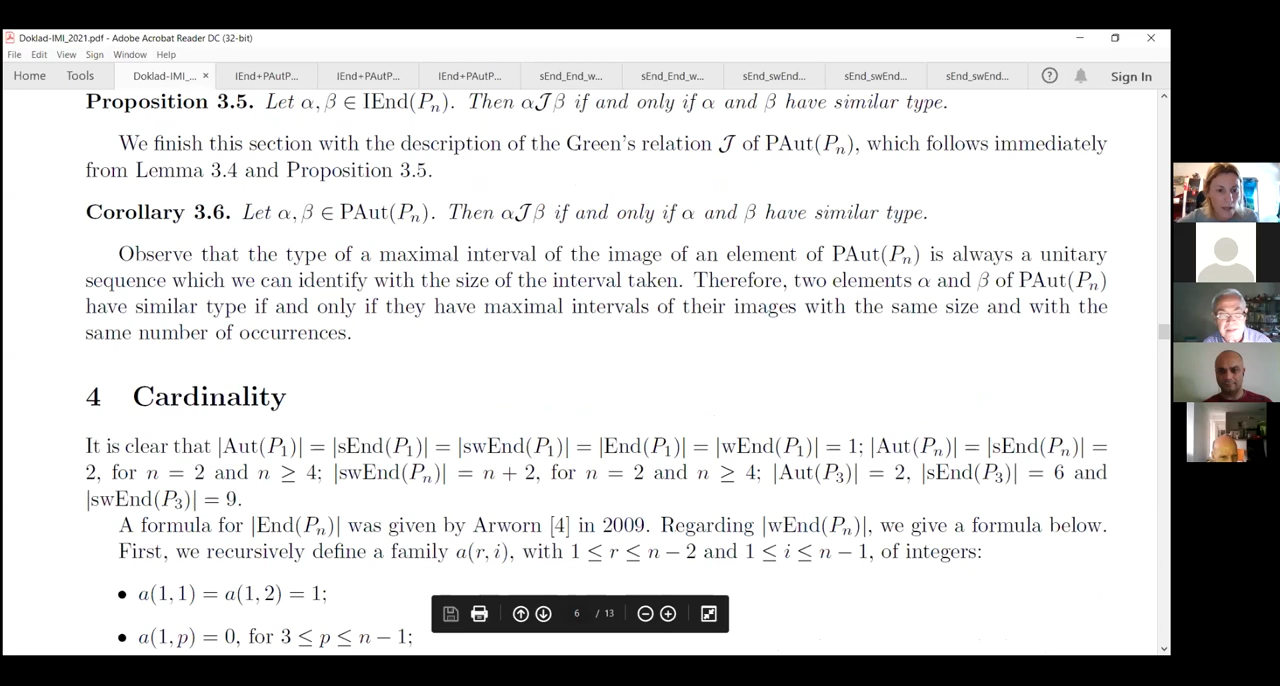 Doklad-IMI_2021.pdf - Adobe Acrobat Reader DC (32-bit)
File Edit View Sign Window Help
Home Tools Doklad-IMI_... × IEnd+PAutP... IEnd+PAutP... IEnd+PAutP... sEnd_End_w... sEnd_End_w... sEnd_swEnd... sEnd_swEnd... sEnd_swEnd... Sign In
Proposition 3.5. Let α, β ∈ IEnd(Pₙ). Then α𝒥β if and only if α and β have similar type.
We finish this section with the description of the Green's relation 𝒥 of PAut(Pₙ), which follows immediately
from Lemma 3.4 and Proposition 3.5.
Corollary 3.6. Let α, β ∈ PAut(Pₙ). Then α𝒥β if and only if α and β have similar type.
Observe that the type of a maximal interval of the image of an element of PAut(Pₙ) is always a unitary
sequence which we can identify with the size of the interval taken. Therefore, two elements α and β of PAut(Pₙ)
have similar type if and only if they have maximal intervals of their images with the same size and with the
same number of occurrences.
4 Cardinality
It is clear that |Aut(P₁)| = |sEnd(P₁)| = |swEnd(P₁)| = |End(P₁)| = |wEnd(P₁)| = 1; |Aut(Pₙ)| = |sEnd(Pₙ)| =
2, for n = 2 and n ≥ 4; |swEnd(Pₙ)| = n + 2, for n = 2 and n ≥ 4; |Aut(P₃)| = 2, |sEnd(P₃)| = 6 and
|swEnd(P₃)| = 9.
A formula for |End(Pₙ)| was given by Arworn [4] in 2009. Regarding |wEnd(Pₙ)|, we give a formula below.
First, we recursively define a family a(r, i), with 1 ≤ r ≤ n − 2 and 1 ≤ i ≤ n − 1, of integers:
• a(1, 1) = a(1, 2) = 1;
• a(1, p) = 0, for 3 ≤ p ≤ n − 1;
6 / 13